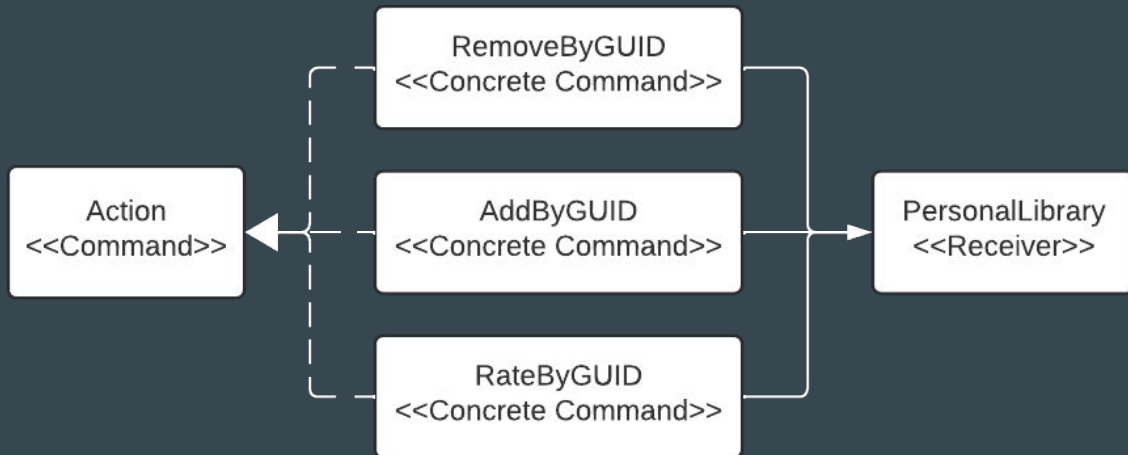 RemoveByGUID
<<Concrete Command>>
Action
<<Command>>
AddByGUID
<<Concrete Command>>
PersonalLibrary
<<Receiver>>
RateByGUID
<<Concrete Command>>